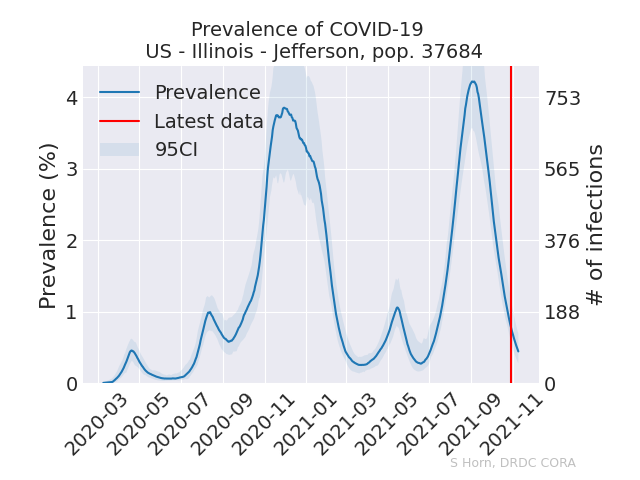 Prevalence of COVID-19
US - Illinois - Jefferson, pop. 37684
Prevalence
Latest data
95CI
Prevalence (%)
4
3
2
1
0
753
565
376
188
0
# of infections
2020-03
2020-05
2020-07
2020-09
2020-11
2021-01
2021-03
2021-05
2021-07
2021-09
2021-11
S Horn, DRDC CORA